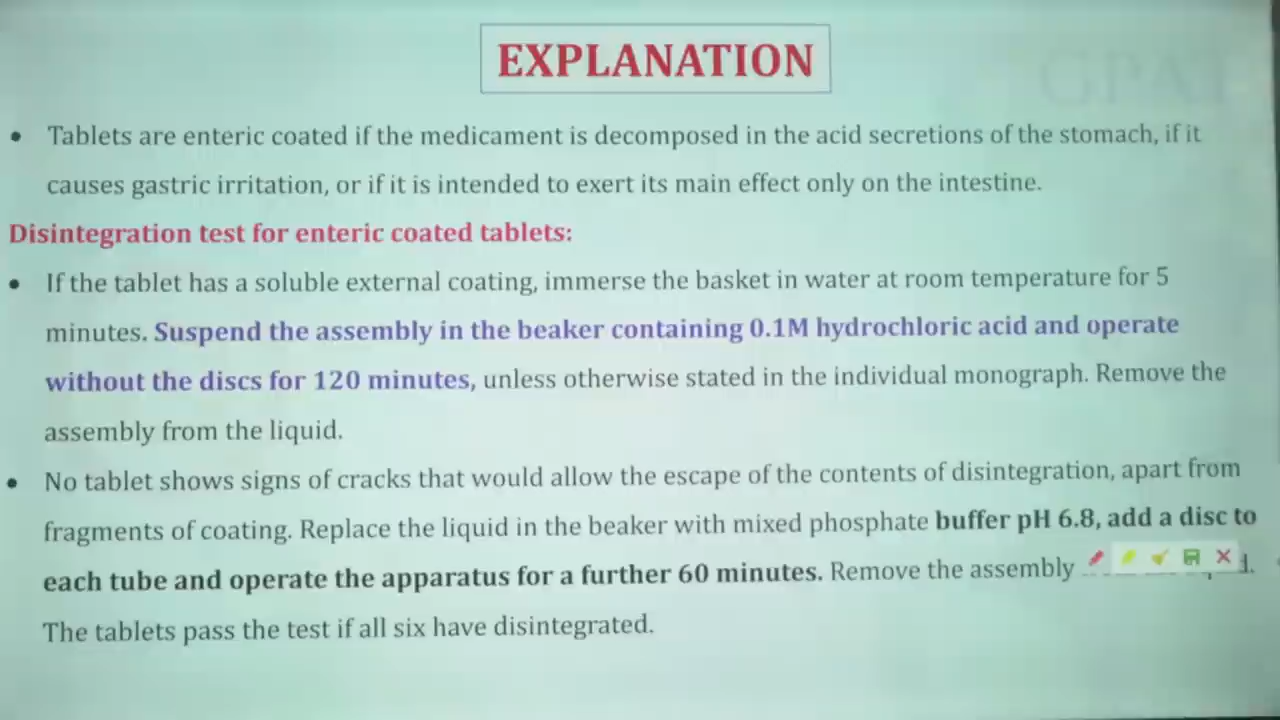 EXPLANATION
GPAT
• Tablets are enteric coated if the medicament is decomposed in the acid secretions of the stomach, if it
causes gastric irritation, or if it is intended to exert its main effect only on the intestine.
Disintegration test for enteric coated tablets:
• If the tablet has a soluble external coating, immerse the basket in water at room temperature for 5
minutes. Suspend the assembly in the beaker containing 0.1M hydrochloric acid and operate
without the discs for 120 minutes, unless otherwise stated in the individual monograph. Remove the
assembly from the liquid.
• No tablet shows signs of cracks that would allow the escape of the contents of disintegration, apart from
fragments of coating. Replace the liquid in the beaker with mixed phosphate buffer pH 6.8, add a disc to
each tube and operate the apparatus for a further 60 minutes. Remove the assembly
The tablets pass the test if all six have disintegrated.